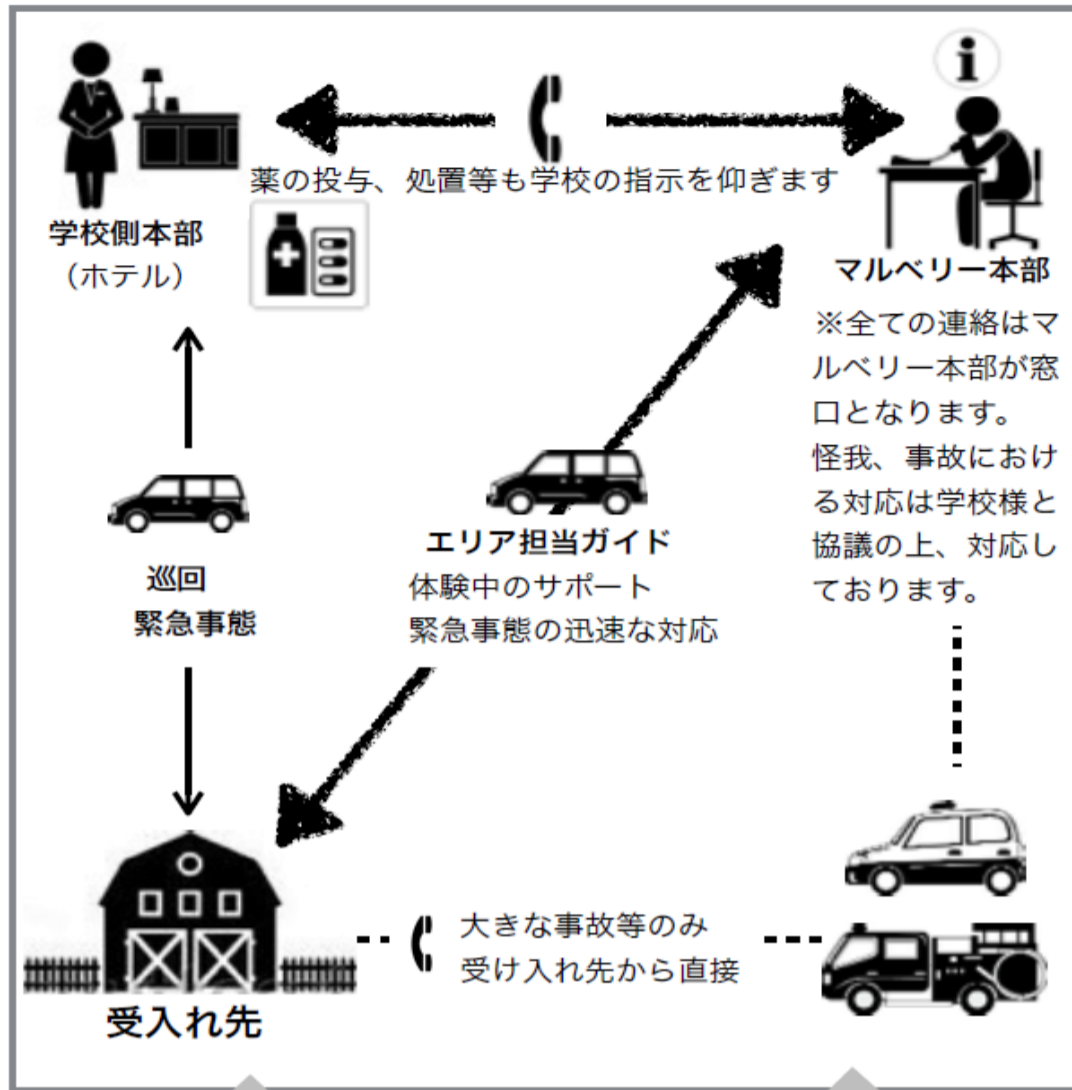 薬の投与、処置等も学校の指示を仰ぎます
学校側本部
（ホテル）
マルベリー本部
※全ての連絡はマ
ルベリー本部が窓
口となります。
怪我、事故におけ
る対応は学校様と
協議の上、対応し
ております。
巡回
緊急事態
エリア担当ガイド
体験中のサポート
緊急事態の迅速な対応
受入れ先
大きな事故等のみ
受け入れ先から直接